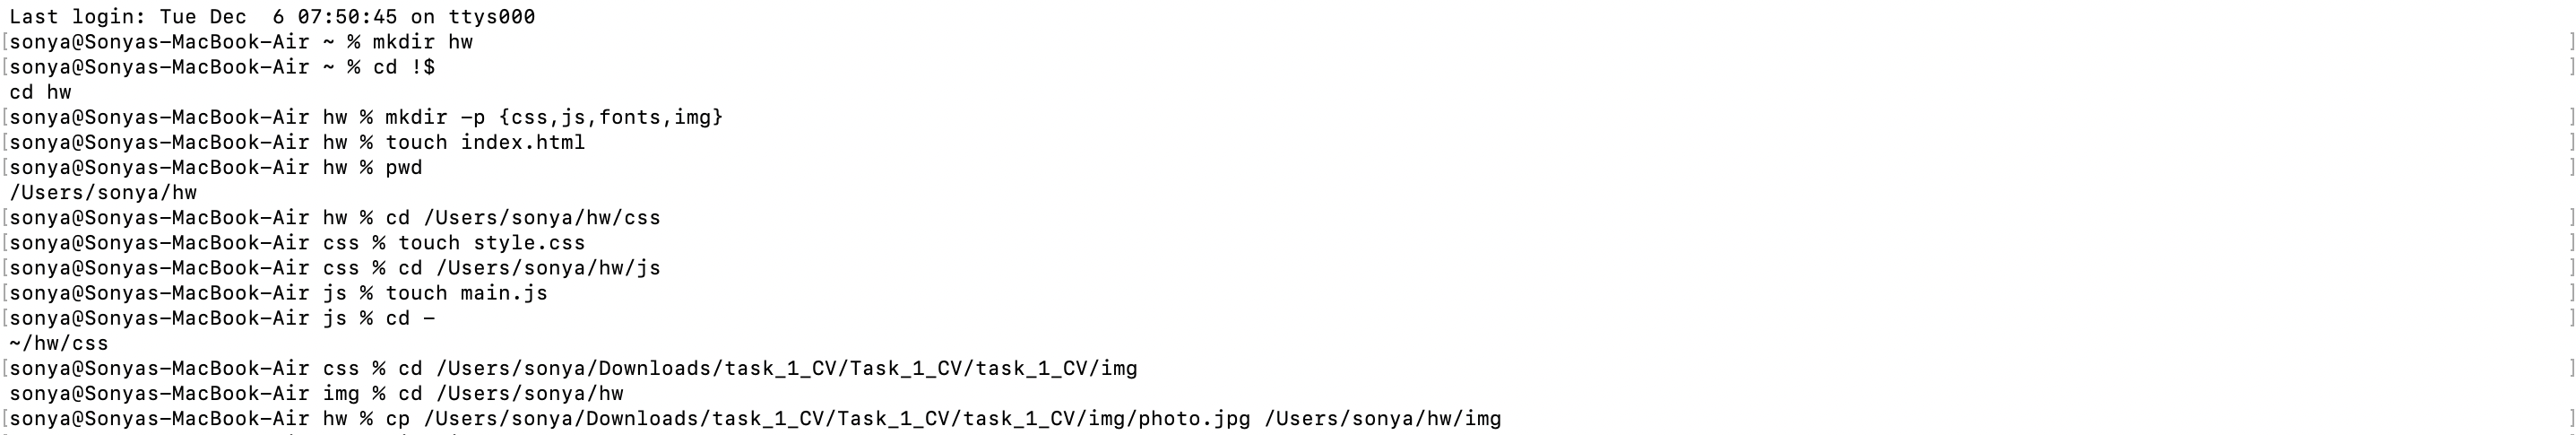 Last login: Tue Dec  6 07:50:45 on ttys000
[sonya@Sonyas-MacBook-Air ~ % mkdir hw ]
[sonya@Sonyas-MacBook-Air ~ % cd !$ ]
cd hw
[sonya@Sonyas-MacBook-Air hw % mkdir -p {css,js,fonts,img} ]
[sonya@Sonyas-MacBook-Air hw % touch index.html ]
[sonya@Sonyas-MacBook-Air hw % pwd ]
/Users/sonya/hw
[sonya@Sonyas-MacBook-Air hw % cd /Users/sonya/hw/css ]
[sonya@Sonyas-MacBook-Air css % touch style.css ]
[sonya@Sonyas-MacBook-Air css % cd /Users/sonya/hw/js ]
[sonya@Sonyas-MacBook-Air js % touch main.js ]
[sonya@Sonyas-MacBook-Air js % cd - ]
~/hw/css
[sonya@Sonyas-MacBook-Air css % cd /Users/sonya/Downloads/task_1_CV/Task_1_CV/task_1_CV/img ]
sonya@Sonyas-MacBook-Air img % cd /Users/sonya/hw
[sonya@Sonyas-MacBook-Air hw % cp /Users/sonya/Downloads/task_1_CV/Task_1_CV/task_1_CV/img/photo.jpg /Users/sonya/hw/img ]